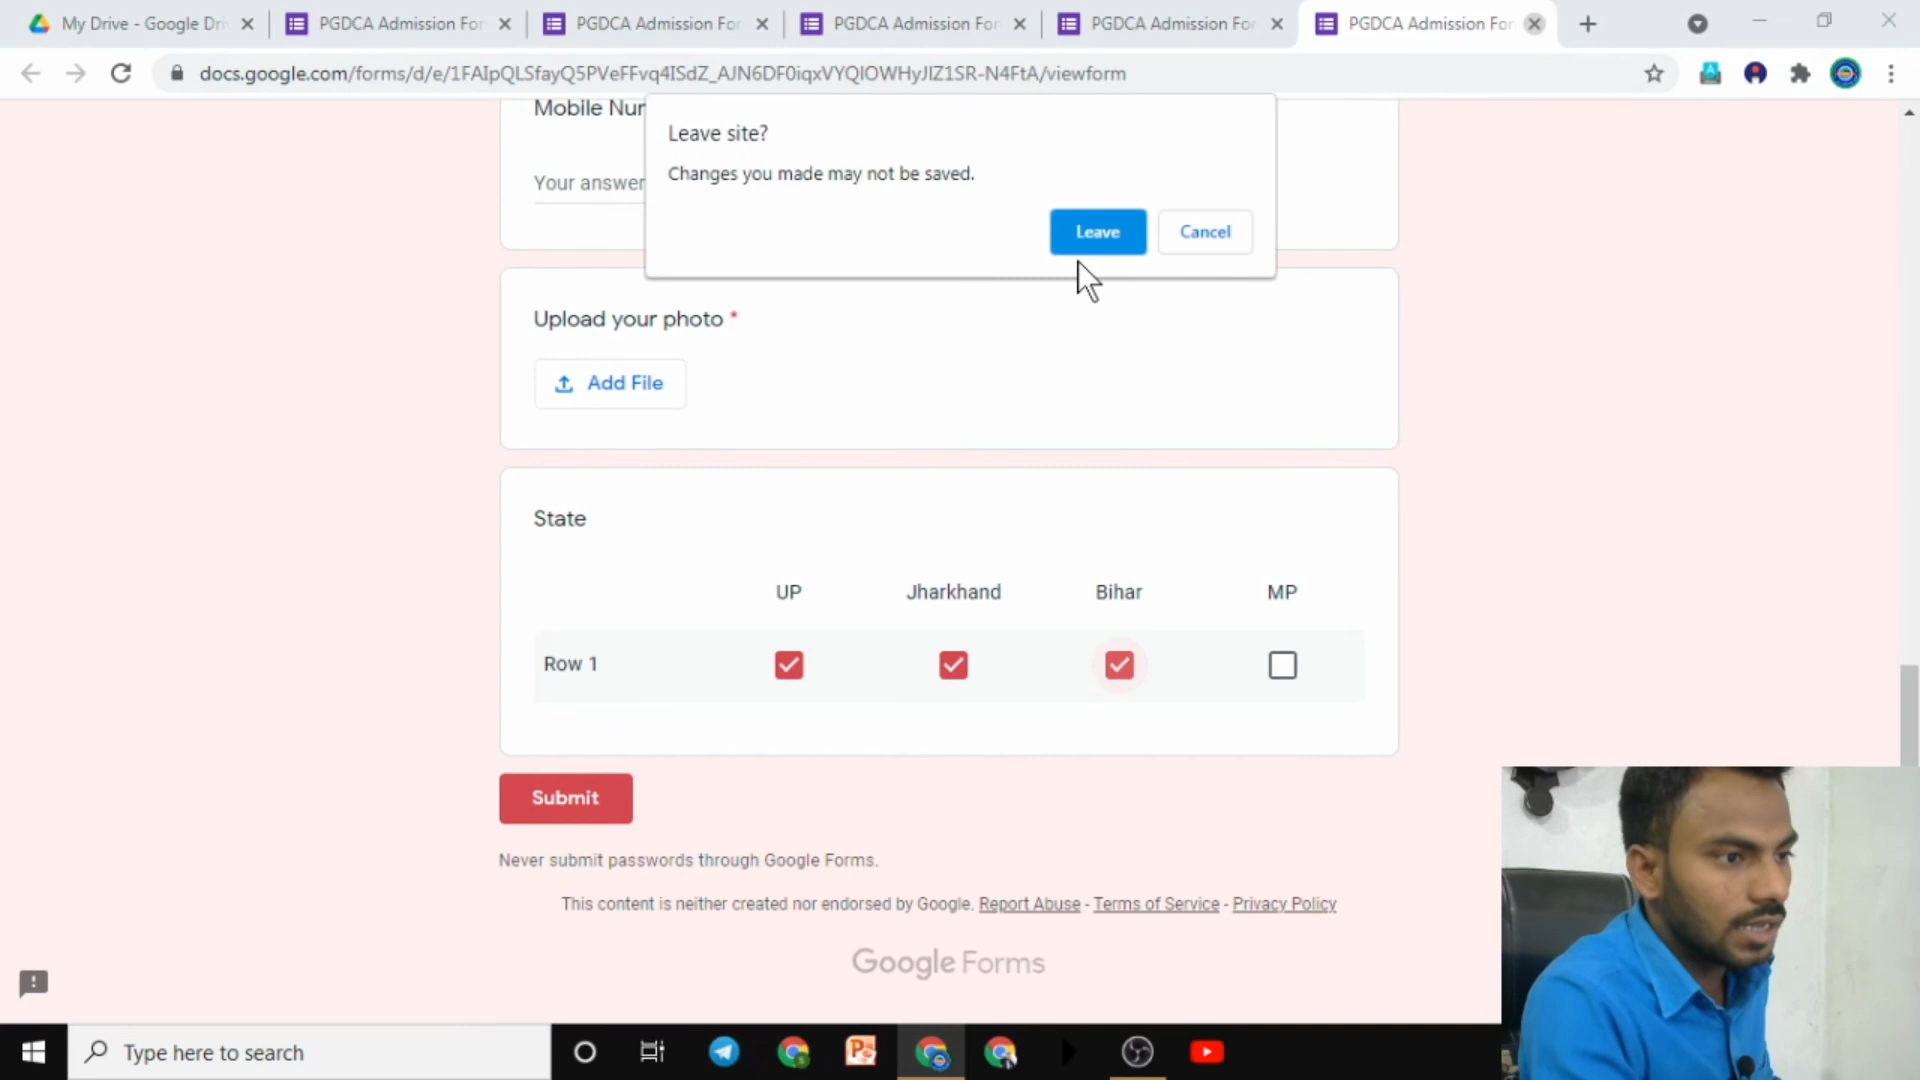 My Drive - Google Dri
PGDCA Admission For
PGDCA Admission For
PGDCA Admission For
PGDCA Admission For
PGDCA Admission For
docs.google.com/forms/d/e/1FAIpQLSfayQ5PVeFFvq4ISdZ_AJN6DF0iqxVYQIOWHyJIZ1SR-N4FtA/viewform
Mobile Nur
Your answer
Leave site?
Changes you made may not be saved.
Leave Cancel
Upload your photo *
Add File
State
UP Jharkhand Bihar MP
Row 1
Submit
Never submit passwords through Google Forms.
This content is neither created nor endorsed by Google. Report Abuse - Terms of Service - Privacy Policy
Google Forms
Type here to search